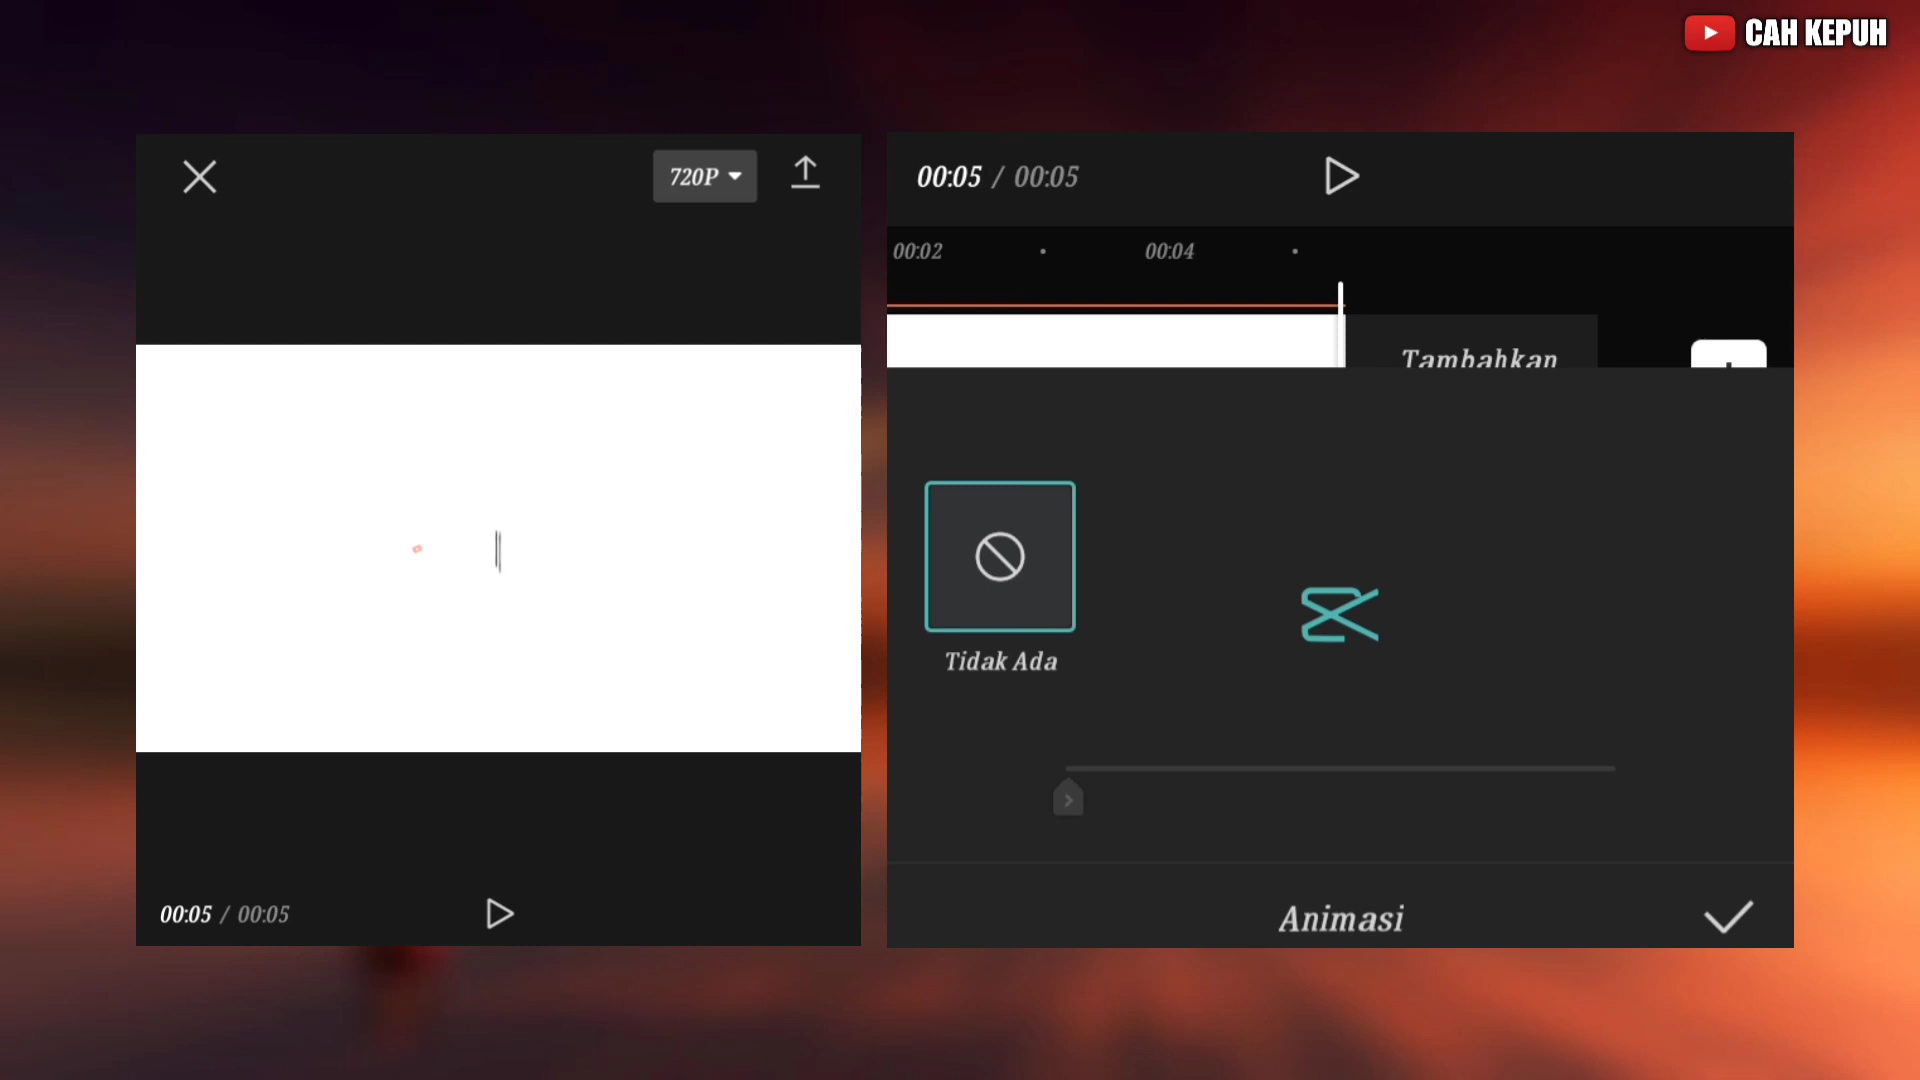 CAH KEPUH
720P
00:05 / 00:05
00:05 / 00:05
00:02
00:04
Tambahkan
Tidak Ada
Animasi